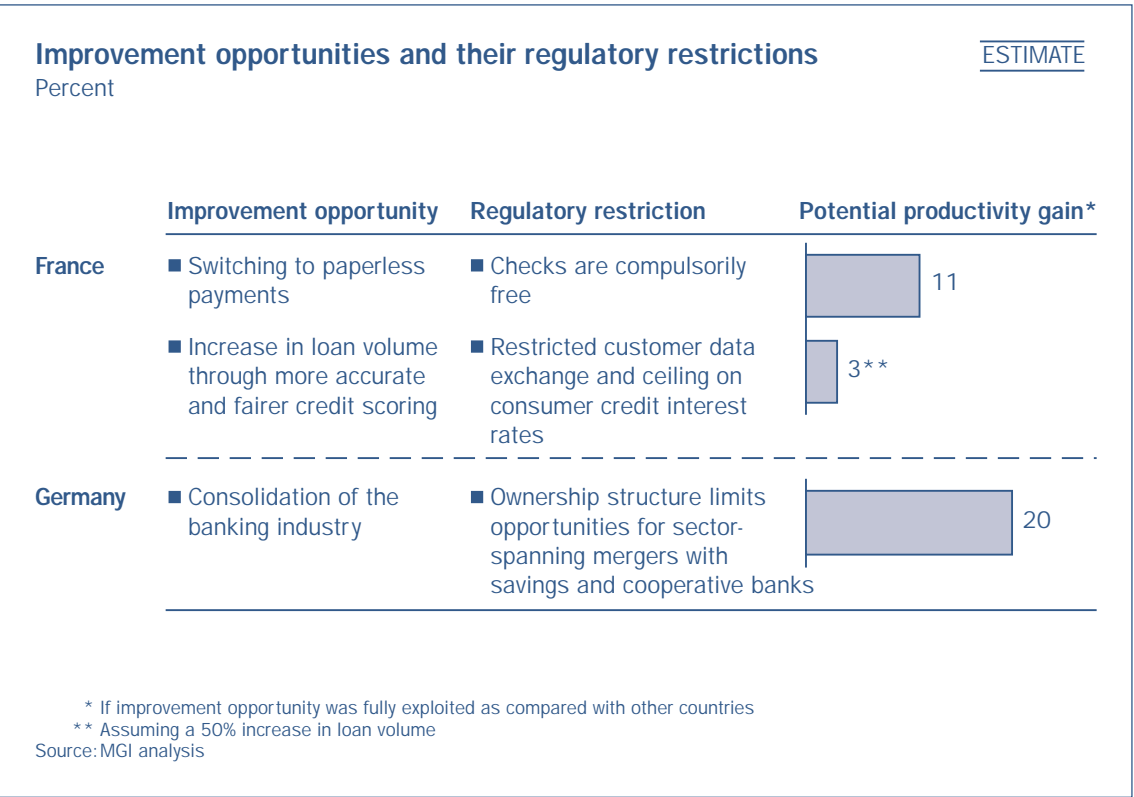 Improvement opportunities and their regulatory restrictions
ESTIMATE
Percent
Improvement opportunity
Regulatory restriction
Potential productivity gain*
France
■ Switching to paperless
payments
■ Checks are compulsorily
free
11
■ Increase in loan volume
through more accurate
and fairer credit scoring
■ Restricted customer data
exchange and ceiling on
consumer credit interest
rates
3**
Germany
■ Consolidation of the
banking industry
■ Ownership structure limits
opportunities for sector-
spanning mergers with
savings and cooperative banks
20
* If improvement opportunity was fully exploited as compared with other countries
** Assuming a 50% increase in loan volume
Source: MGI analysis